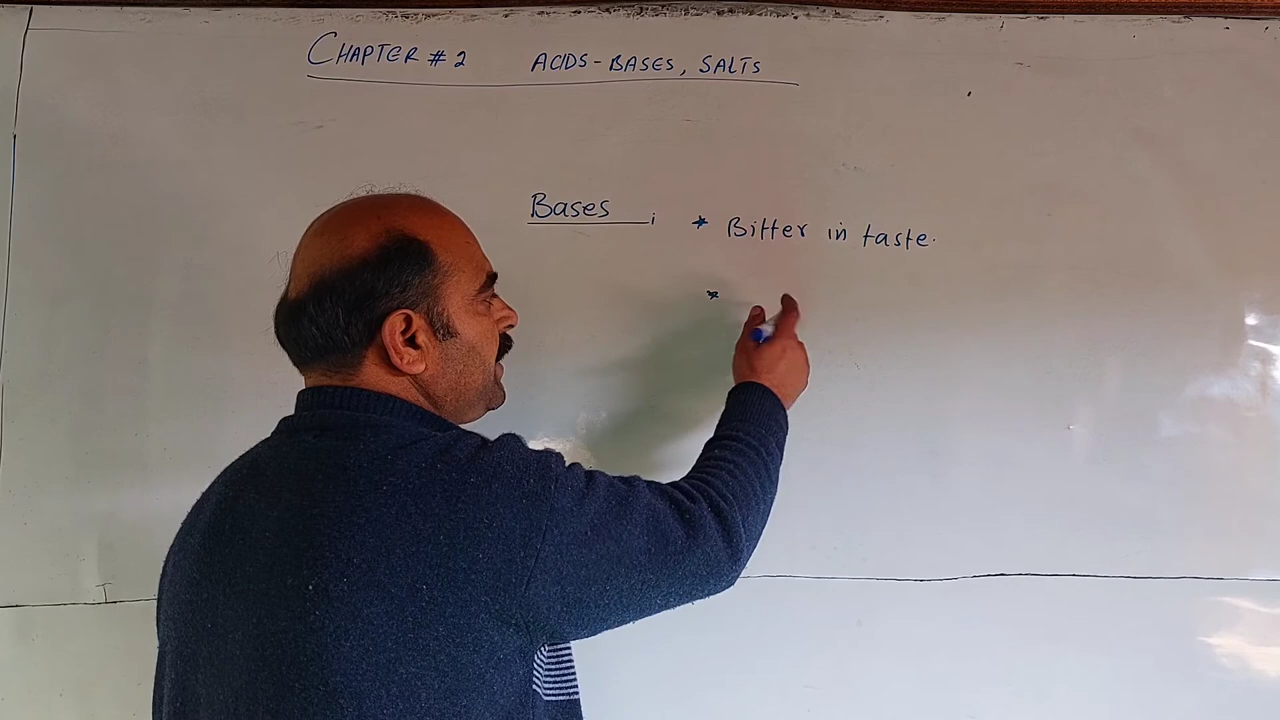 CHAPTER # 2 ACIDS - BASES, SALTS
Bases ; * Bitter in taste.
*